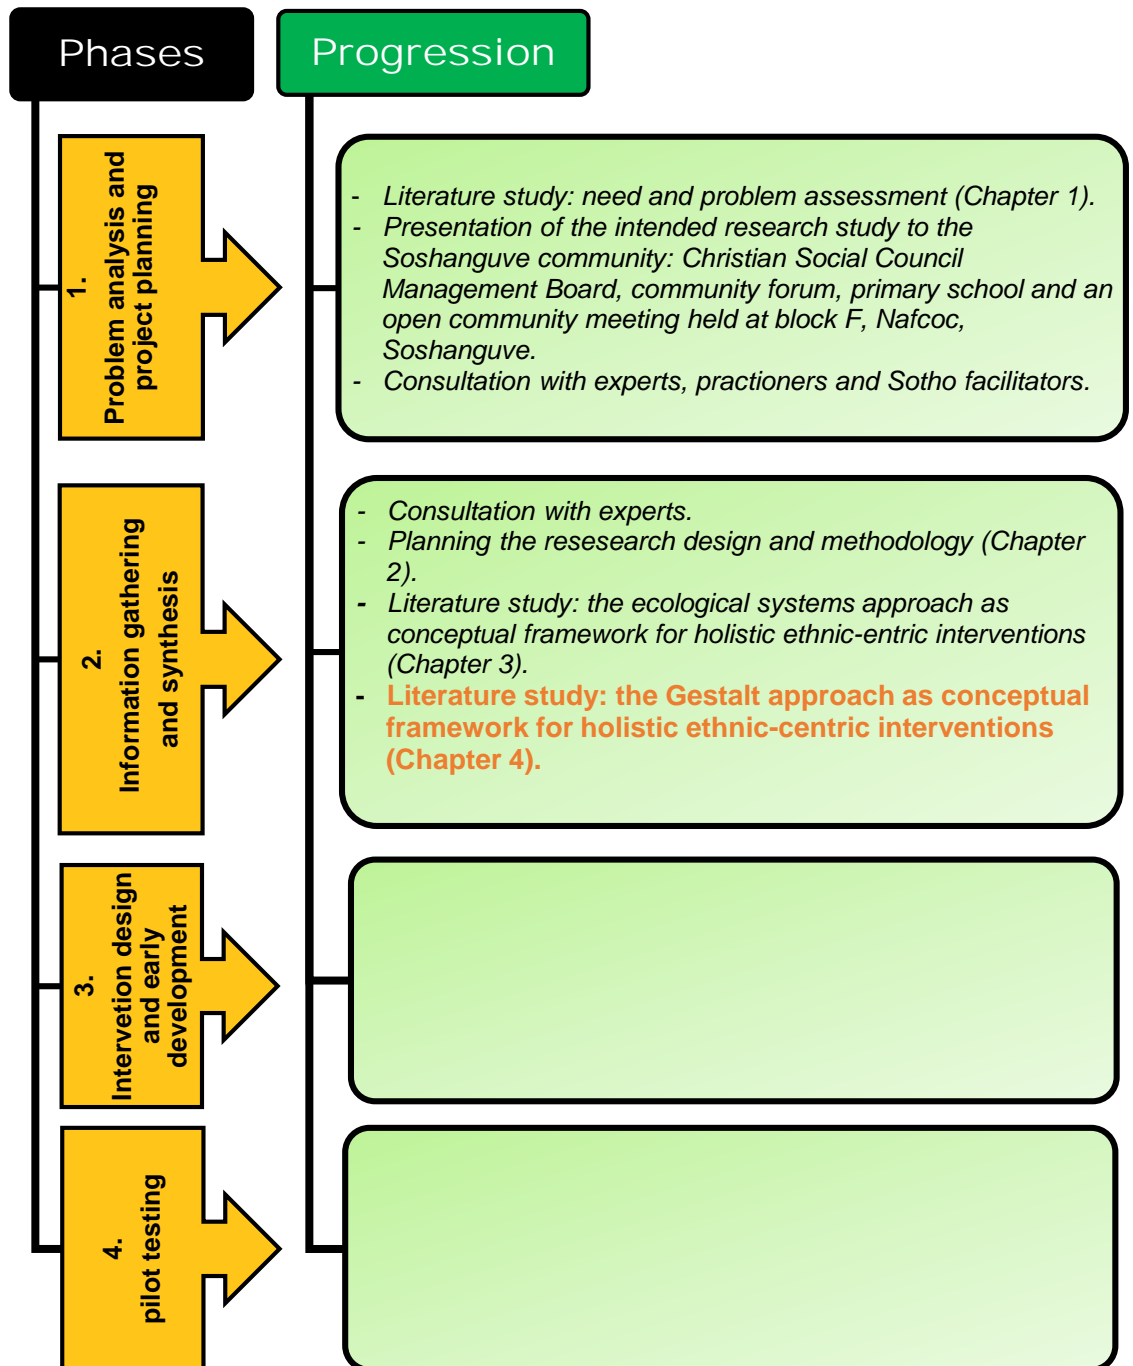 Phases
Progression
1.
Problem analysis and
project planning
- Literature study: need and problem assessment (Chapter 1).
- Presentation of the intended research study to the
Soshanguve community: Christian Social Council
Management Board, community forum, primary school and an
open community meeting held at block F, Nafcoc,
Soshanguve.
- Consultation with experts, practioners and Sotho facilitators.
2.
Information gathering
and synthesis
- Consultation with experts.
- Planning the resesearch design and methodology (Chapter
2).
- Literature study: the ecological systems approach as
conceptual framework for holistic ethnic-entric interventions
(Chapter 3).
- Literature study: the Gestalt approach as conceptual
framework for holistic ethnic-centric interventions
(Chapter 4).
3.
Intervetion design
and early
development
4.
pilot testing